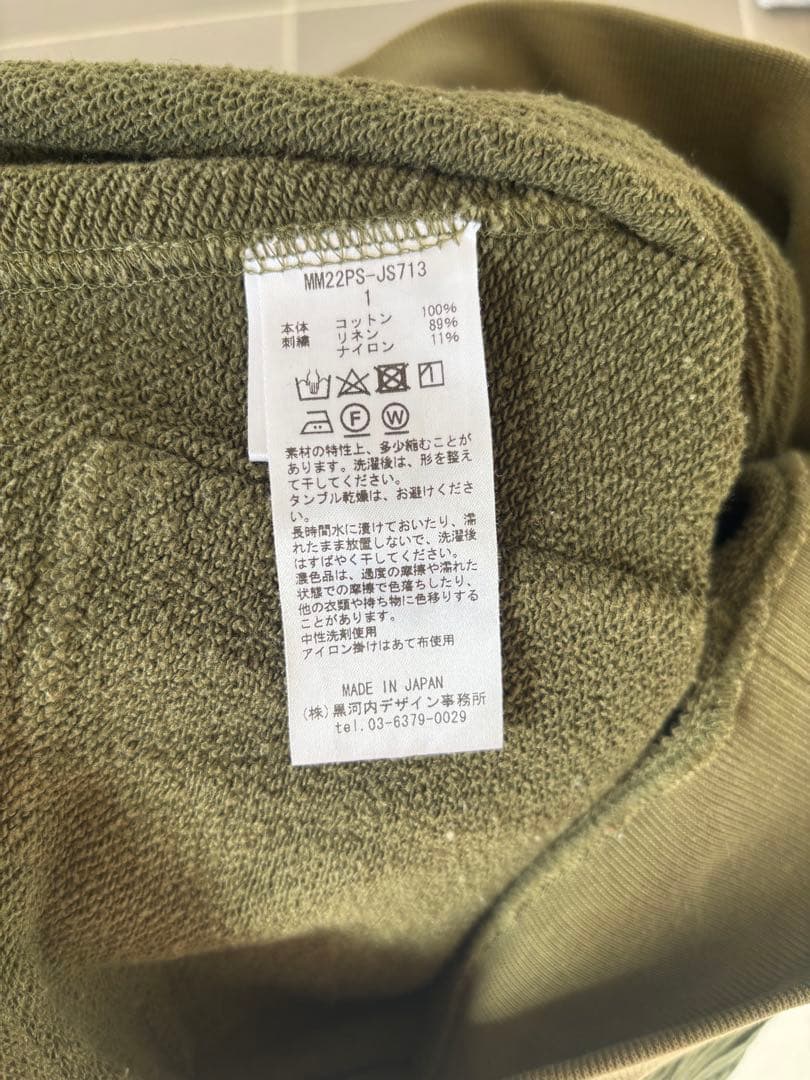 MM22PS-JS713
1
本体 コットン 100%
刺繍 リネン 89%
ナイロン 11%
F W
素材の特性上、多少縮むことが
あります。洗濯後は、形を整え
て干してください。
タンブル乾燥は、お避けくださ
い。
長時間水に漬けておいたり、濡
れたまま放置しないで、洗濯後
はすばやく干してください。
濃色品は、過度の摩擦や濡れた
状態での摩擦で色落ちしたり、
他の衣類や持ち物に色移りする
ことがあります。
中性洗剤使用
アイロン掛けはあて布使用
MADE IN JAPAN
(株)黒河内デザイン事務所
tel.03-6379-0029